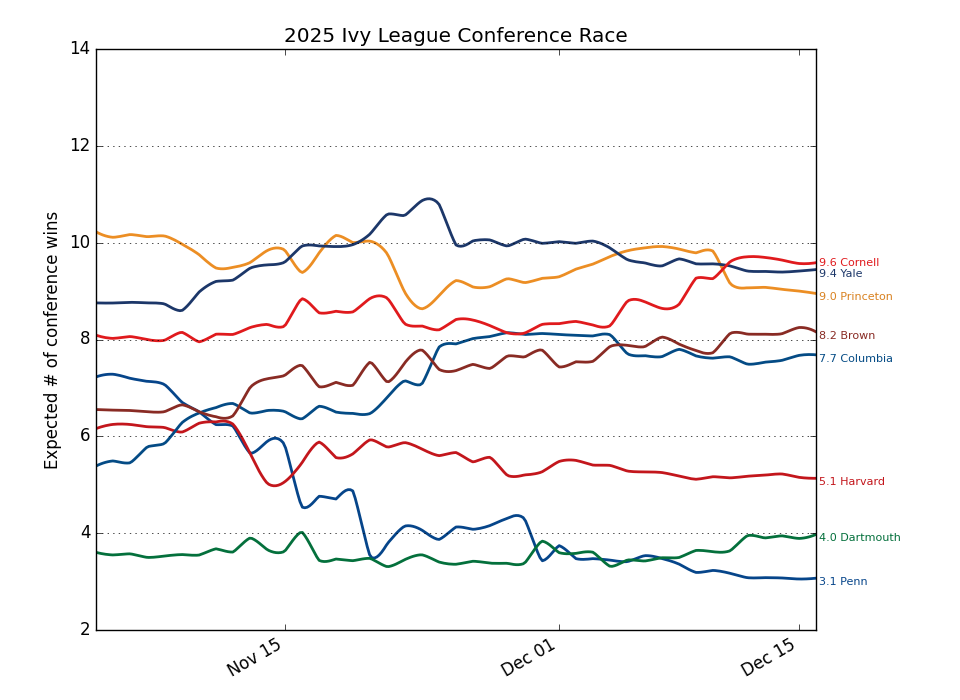 2025 Ivy League Conference Race
Expected # of conference wins
14
12
10
8
6
4
2
Nov 15
Dec 01
Dec 15
9.6 Cornell
9.4 Yale
9.0 Princeton
8.2 Brown
7.7 Columbia
5.1 Harvard
4.0 Dartmouth
3.1 Penn